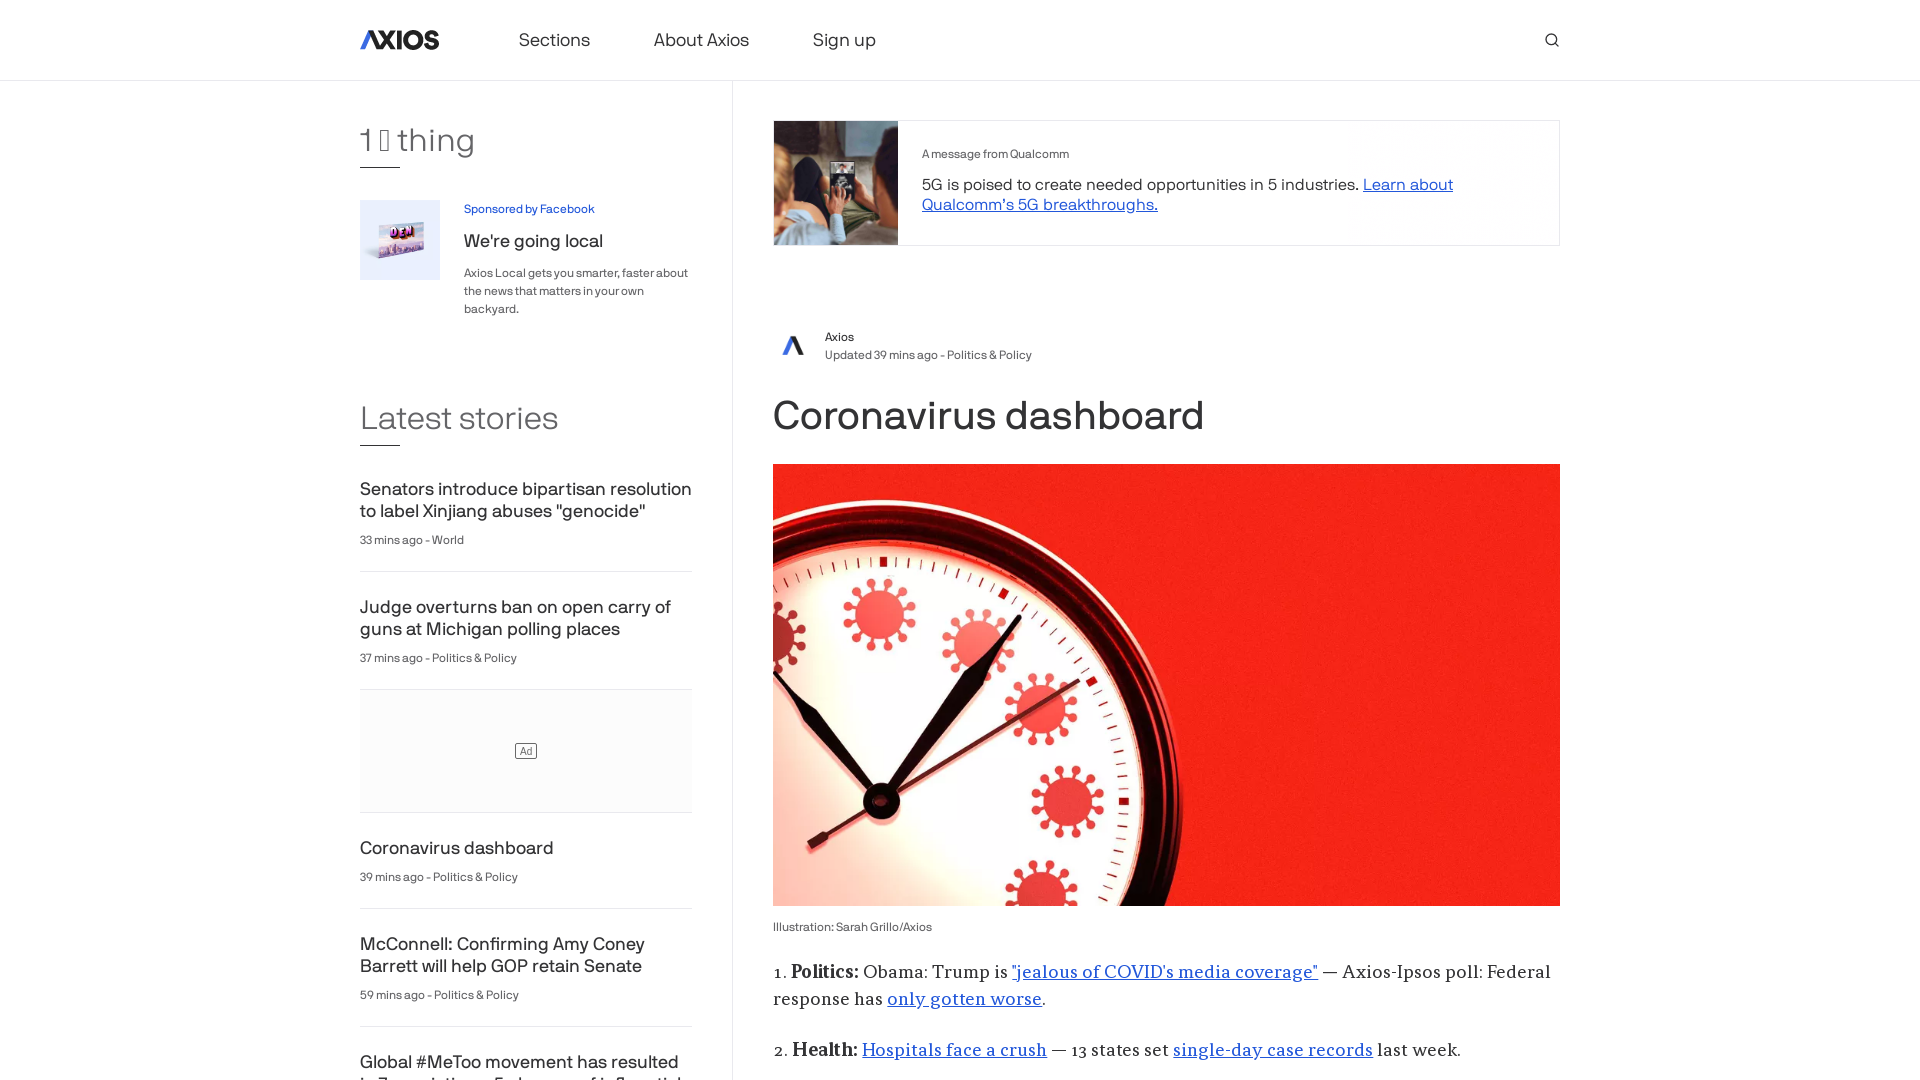 AXIOS
Sections
About Axios
Sign up
1 thing
Sponsored by Facebook
We're going local
Axios Local gets you smarter, faster about
the news that matters in your own
backyard.
Latest stories
Senators introduce bipartisan resolution
to label Xinjiang abuses "genocide"
33 mins ago - World
Judge overturns ban on open carry of
guns at Michigan polling places
37 mins ago - Politics & Policy
Ad
Coronavirus dashboard
39 mins ago - Politics & Policy
McConnell: Confirming Amy Coney
Barrett will help GOP retain Senate
59 mins ago - Politics & Policy
Global #MeToo movement has resulted
A message from Qualcomm
5G is poised to create needed opportunities in 5 industries. Learn about
Qualcomm's 5G breakthroughs.
Axios
Updated 39 mins ago - Politics & Policy
Coronavirus dashboard
Illustration: Sarah Grillo/Axios
1. Politics: Obama: Trump is "jealous of COVID's media coverage" — Axios-Ipsos poll: Federal
response has only gotten worse.
2. Health: Hospitals face a crush — 13 states set single-day case records last week.